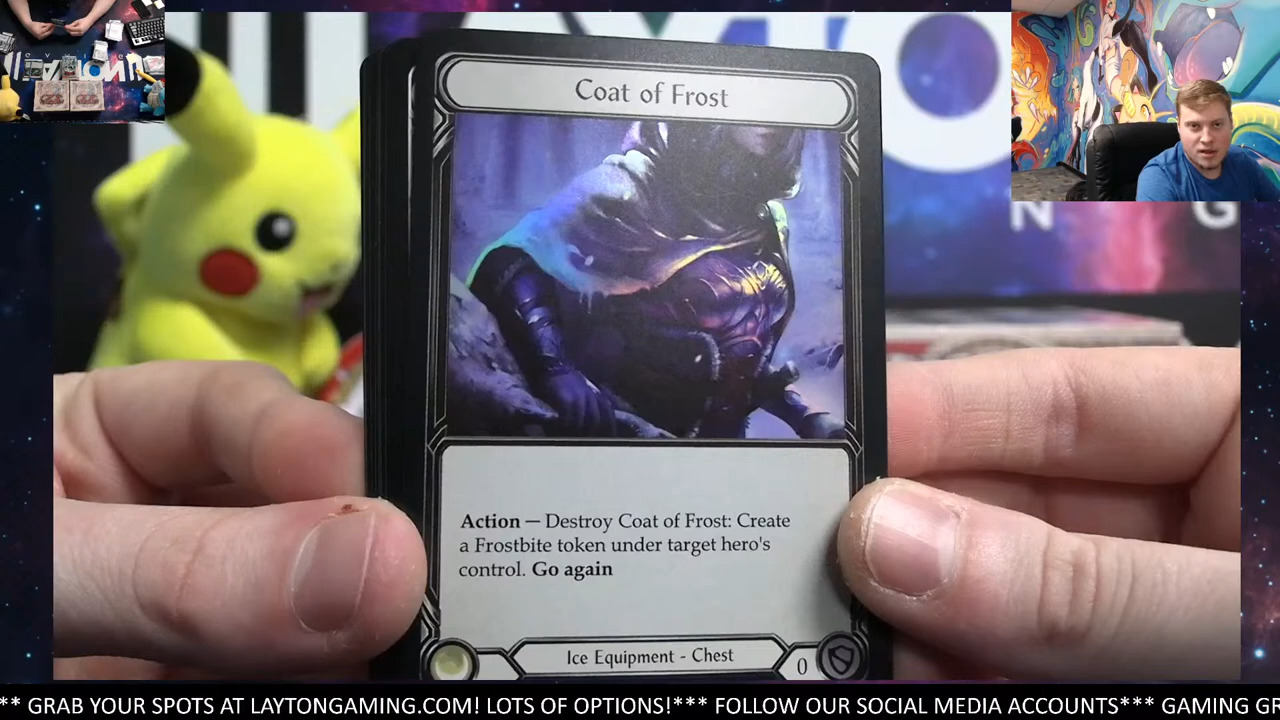 Coat of Frost
N G
Action — Destroy Coat of Frost: Create
a Frostbite token under target hero's
control. Go again
Ice Equipment - Chest
0
** GRAB YOUR SPOTS AT LAYTONGAMING.COM! LOTS OF OPTIONS!*** FOLLOW OUR SOCIAL MEDIA ACCOUNTS*** GAMING GR